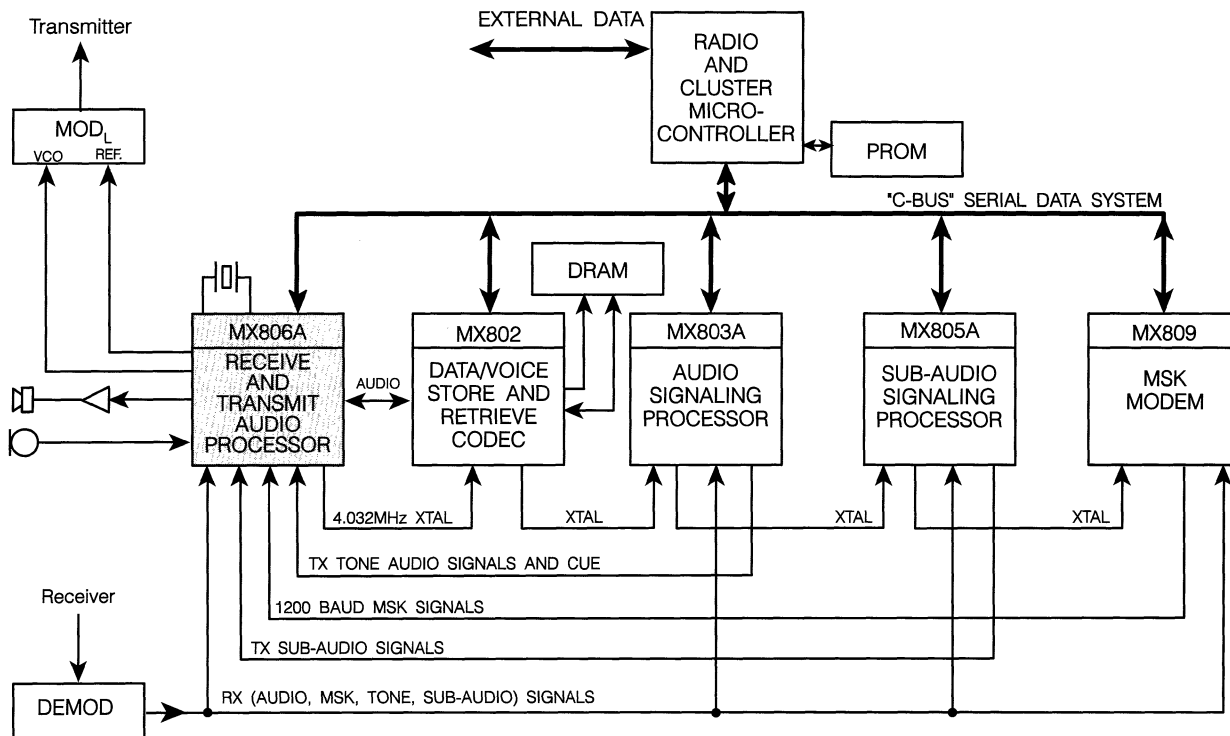 EXTERNAL DATA
Transmitter
RADIO
AND
CLUSTER
MICRO-
CONTROLLER
MOD_L
VCO
REF.
PROM
"C-BUS" SERIAL DATA SYSTEM
DRAM
MX806A
RECEIVE
AND
TRANSMIT
AUDIO
PROCESSOR
AUDIO
MX802
DATA/VOICE
STORE AND
RETRIEVE
CODEC
MX803A
AUDIO
SIGNALING
PROCESSOR
MX805A
SUB-AUDIO
SIGNALING
PROCESSOR
MX809
MSK
MODEM
4.032MHz XTAL
XTAL
XTAL
XTAL
TX TONE AUDIO SIGNALS AND CUE
Receiver
1200 BAUD MSK SIGNALS
TX SUB-AUDIO SIGNALS
DEMOD
RX (AUDIO, MSK, TONE, SUB-AUDIO) SIGNALS